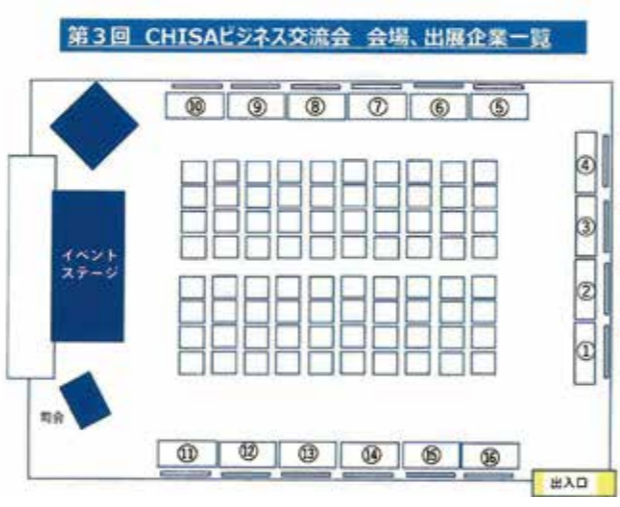 第3回 CHISAビジネス交流会 会場、出展企業一覧
⑩ ⑨ ⑧ ⑦ ⑥ ⑤
④
③
②
①
イベント
ステージ
司会
⑪ ⑫ ⑬ ⑭ ⑮ ⑯
出入口